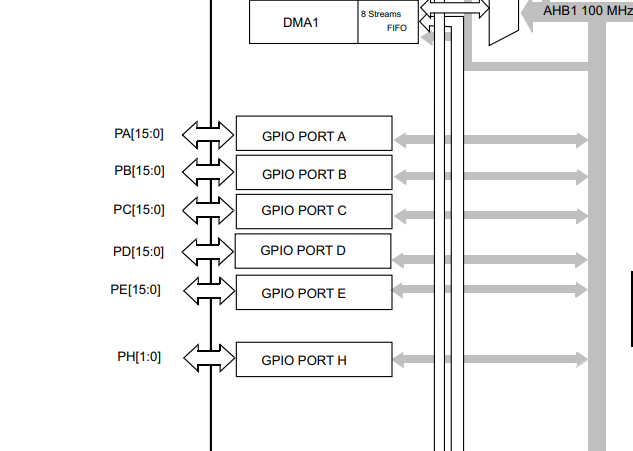 DMA1
8 Streams
FIFO
AHB1 100 MHz
PA[15:0]
GPIO PORT A
PB[15:0]
GPIO PORT B
PC[15:0]
GPIO PORT C
PD[15:0]
GPIO PORT D
PE[15:0]
GPIO PORT E
PH[1:0]
GPIO PORT H